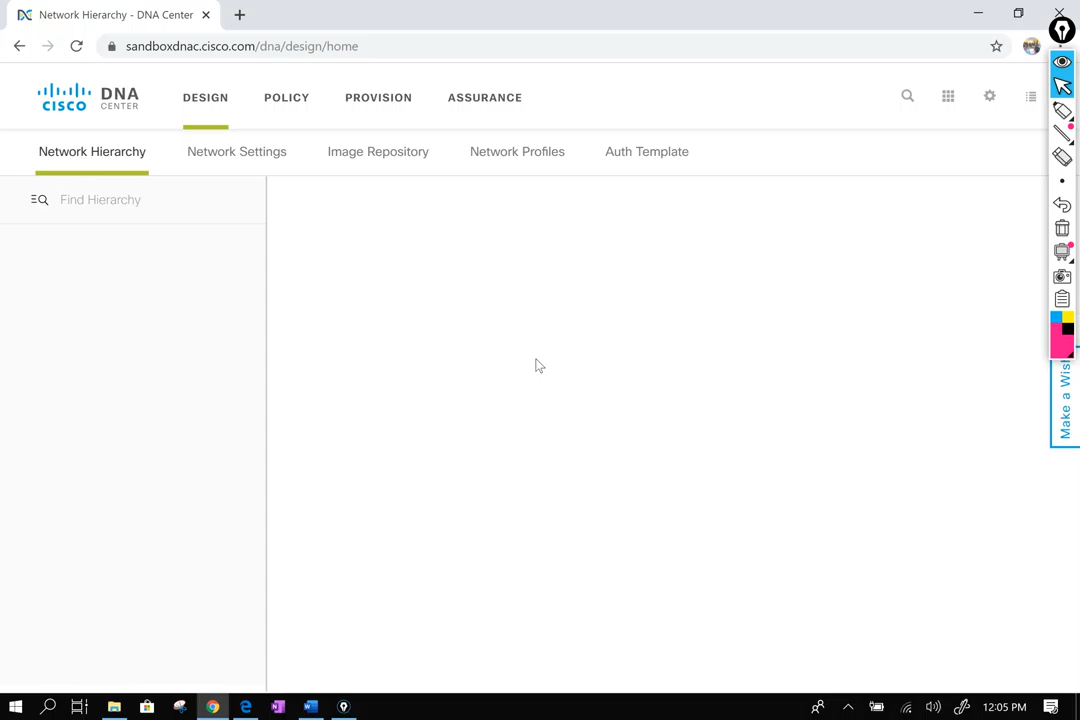 Network Hierarchy - DNA Center
sandboxdnac.cisco.com/dna/design/home
CISCO DNA CENTER
DESIGN POLICY PROVISION ASSURANCE
Network Hierarchy Network Settings Image Repository Network Profiles Auth Template
Find Hierarchy
Make a Wish
12:05 PM